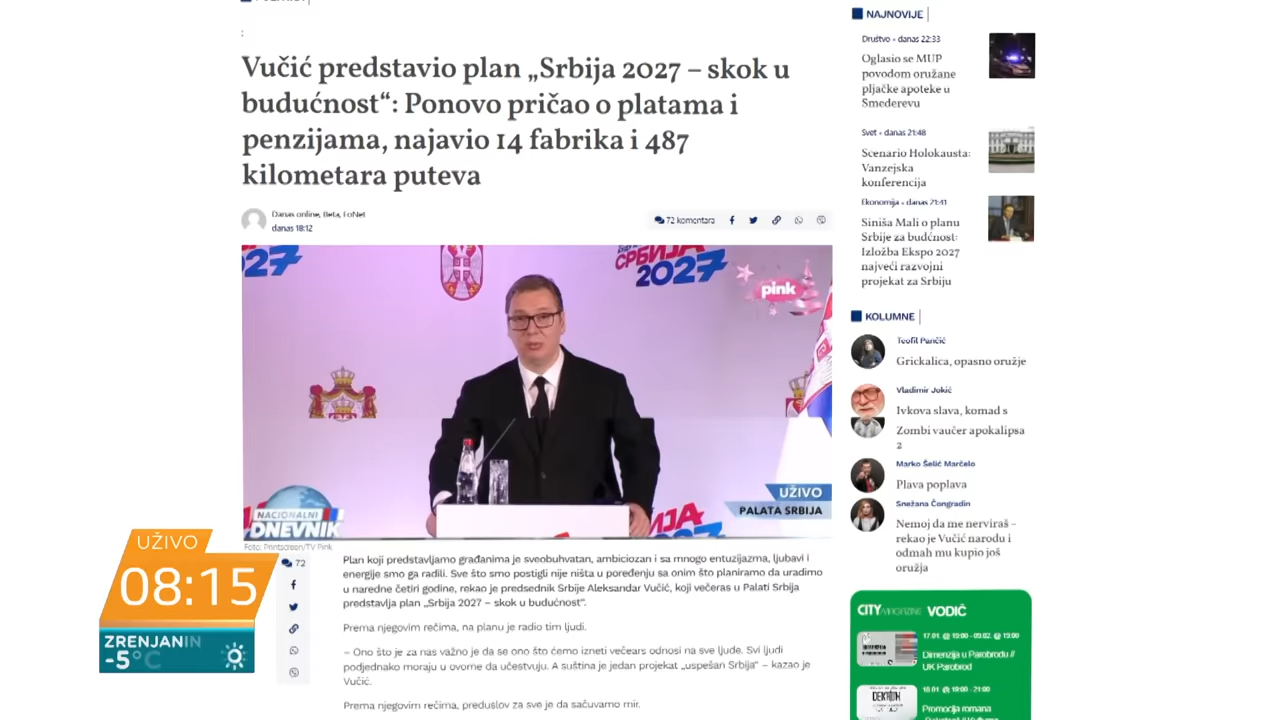 :
Vučić predstavio plan „Srbija 2027 – skok u
budućnost“: Ponovo pričao o platama i
penzijama, najavio 14 fabrika i 487
kilometara puteva
Danas online, Beta, FoNet
danas 18:12
72 komentara
27
СРБИЈА
2027
pink
UŽIVO
PALATA SRBIJA
NACIONALNI
DNEVNIK
Foto: Printscreen/TV Pink
72
Plan koji predstavljamo građanima je sveobuhvatan, ambiciozan i sa mnogo entuzijazma, ljubavi i
energije smo ga radili. Sve što smo postigli nije ništa u poređenju sa onim što planiramo da uradimo
u naredne četiri godine, rekao je predsednik Srbije Aleksandar Vučić, koji večeras u Palati Srbija
predstavlja plan „Srbija 2027 – skok u budućnost“.
Prema njegovim rečima, na planu je radio tim ljudi.
– Ono što je za nas važno je da se ono što ćemo izneti večeras odnosi na sve ljude. Svi ljudi
podjednako moraju u ovome da učestvuju. A suština je jedan projekat „uspešan Srbija“ – kazao je
Vučić.
Prema njegovim rečima, preduslov za sve je da sačuvamo mir.
NAJNOVIJE
Društvo • danas 22:33
Oglasio se MUP
povodom oružane
pljačke apoteke u
Smederevu
Svet • danas 21:48
Scenario Holokausta:
Vanzejska
konferencija
Ekonomija • danas 21:41
Siniša Mali o planu
Srbije za budćnost:
Izložba Ekspo 2027
najveći razvojni
projekat za Srbiju
KOLUMNE
Teofil Pančić
Grickalica, opasno oružje
Vladimir Jokić
Ivkova slava, komad s
Zombi vaučer apokalipsa
2
Marko Šelić Marčelo
Plava poplava
Snežana Čongradin
Nemoj da me nerviraš –
rekao je Vučić narodu i
odmah mu kupio još
oružja
CITY MAGAZINE VODIČ
17.01. @ 19:00 - 09.02. @ 19:00
Dimenzija u Parobrodu //
UK Parobrod
18.01. @ 19:00 - 21:00
Promocija romana
UŽIVO
08:15
ZRENJANIN
-5°C